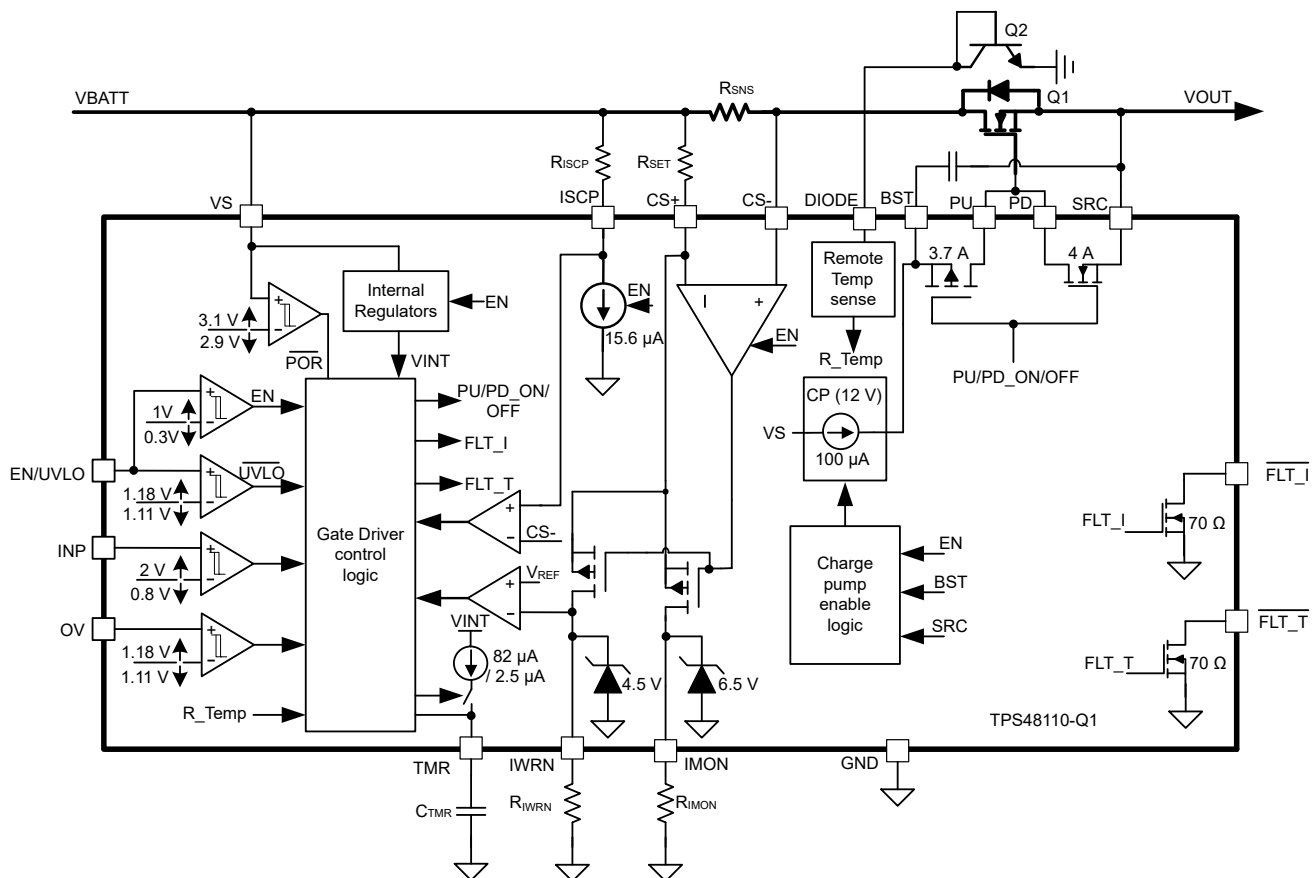 Q2
RSNS
VBATT
Q1
VOUT
RISCP
RSET
VS
ISCP
CS+
CS-
DIODE
BST
PU
PD
SRC
Internal
Regulators
EN
3.1 V
2.9 V
POR
VINT
EN
15.6 µA
I
+
EN
Remote
Temp
sense
R_Temp
3.7 A
4 A
PU/PD_ON/OFF
CP (12 V)
VS
100 µA
EN
1V
0.3V
PU/PD_ON/
OFF
FLT_I
FLT_T
EN/UVLO
UVLO
1.18 V
1.11 V
INP
2 V
0.8 V
OV
1.18 V
1.11 V
R_Temp
Gate Driver
control
logic
+
−
CS-
VREF
+
−
VINT
82 µA
/ 2.5 µA
4.5 V
6.5 V
Charge
pump
enable
logic
EN
BST
SRC
FLT_I
FLT_I
70 Ω
FLT_T
FLT_T
70 Ω
TPS48110-Q1
TMR
IWRN
IMON
GND
CTMR
RIWRN
RIMON